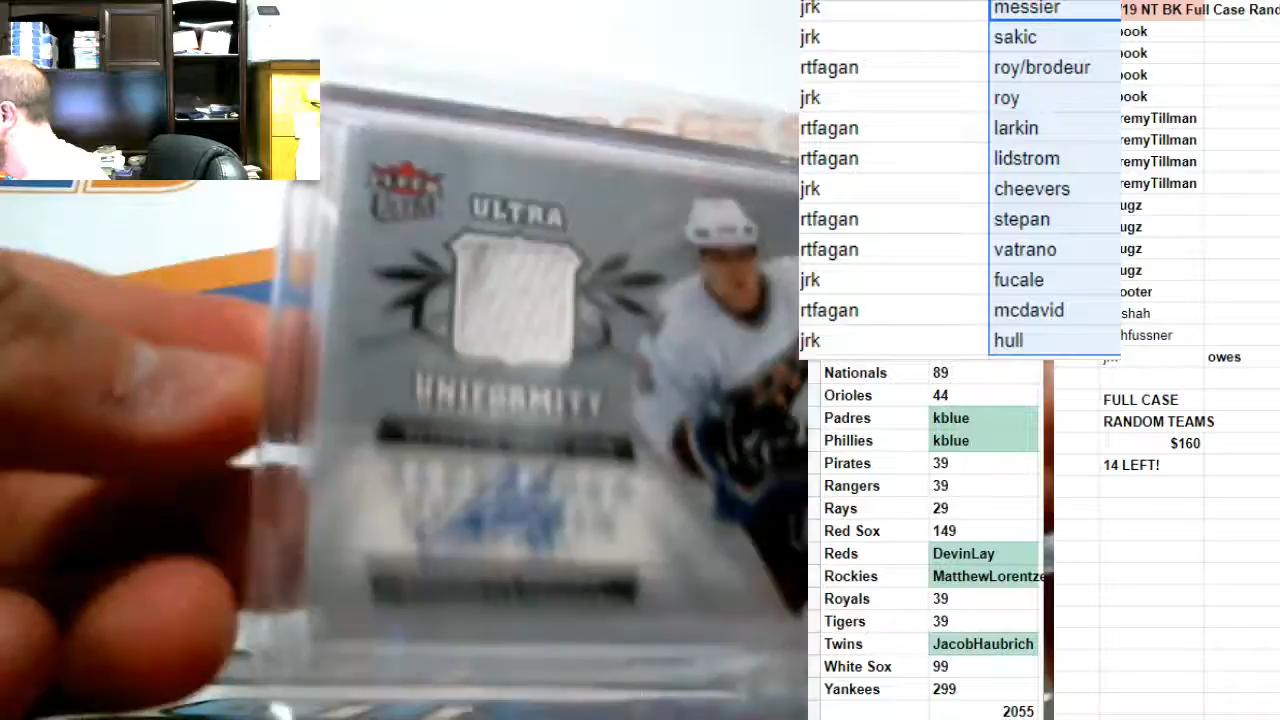 jrk messier
jrk sakic
rtfagan roy/brodeur
jrk roy
rtfagan larkin
rtfagan lidstrom
jrk cheevers
rtfagan stepan
rtfagan vatrano
jrk fucale
rtfagan mcdavid
jrk hull
/19 NT BK Full Case Rand
ook
ook
ook
ook
remyTillman
remyTillman
remyTillman
remyTillman
ugz
ugz
ugz
ugz
ooter
shah
hfussner
owes
FULL CASE
RANDOM TEAMS
$160
14 LEFT!
Nationals 89
Orioles 44
Padres kblue
Phillies kblue
Pirates 39
Rangers 39
Rays 29
Red Sox 149
Reds DevinLay
Rockies MatthewLorentze
Royals 39
Tigers 39
Twins JacobHaubrich
White Sox 99
Yankees 299
2055
FLEER
ULTRA
ULTRA
UNIFORMITY